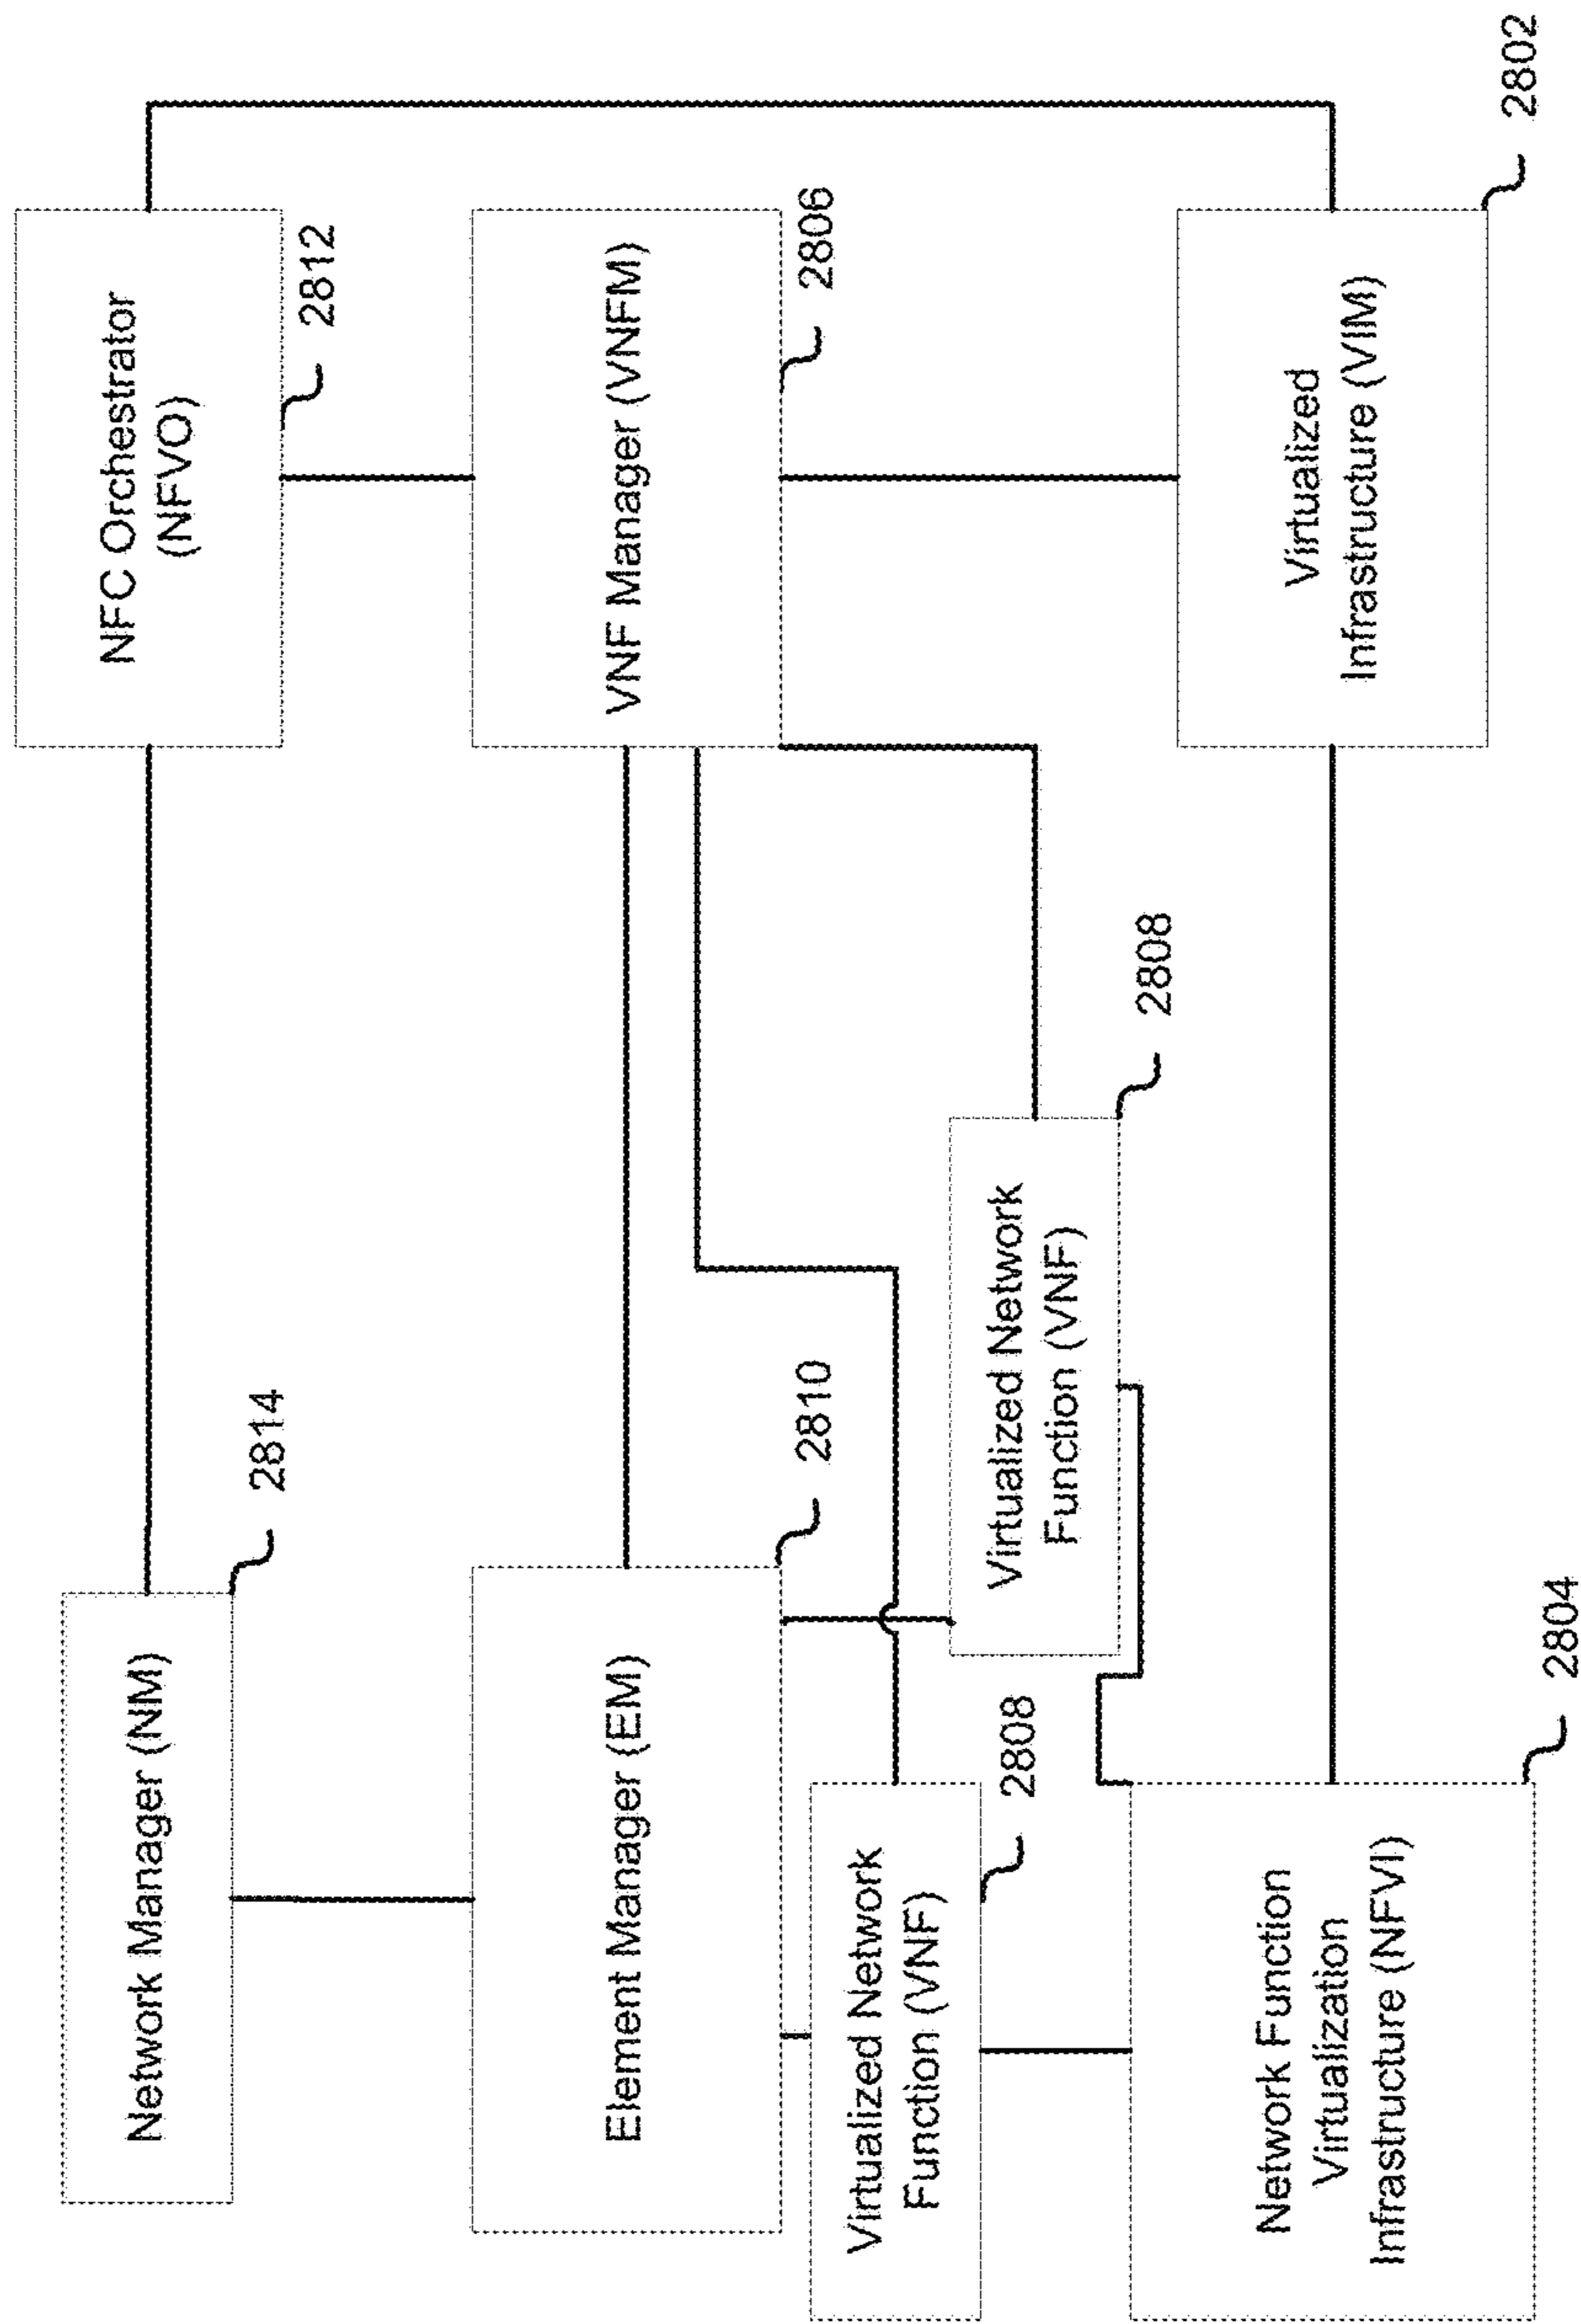 Network Manager (NM)
2814
NFC Orchestrator
(NFVO)
2812
Element Manager (EM)
2810
VNF Manager (VNFM)
2806
Virtualized Network
Function (VNF)
2808
Virtualized Network
Function (VNF)
2808
Network Function
Virtualization
Infrastructure (NFVI)
2804
Virtualized
Infrastructure (VIM)
2802